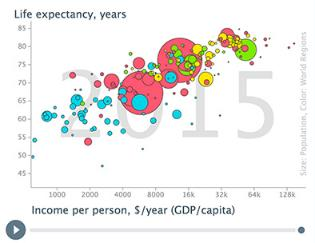 Life expectancy, years
85
80
75
70
65
60
55
50
45
2015
1000
2000
4000
8000
16k
32k
64k
128k
Income per person, $/year (GDP/capita)
Size: Population, Color: World Regions